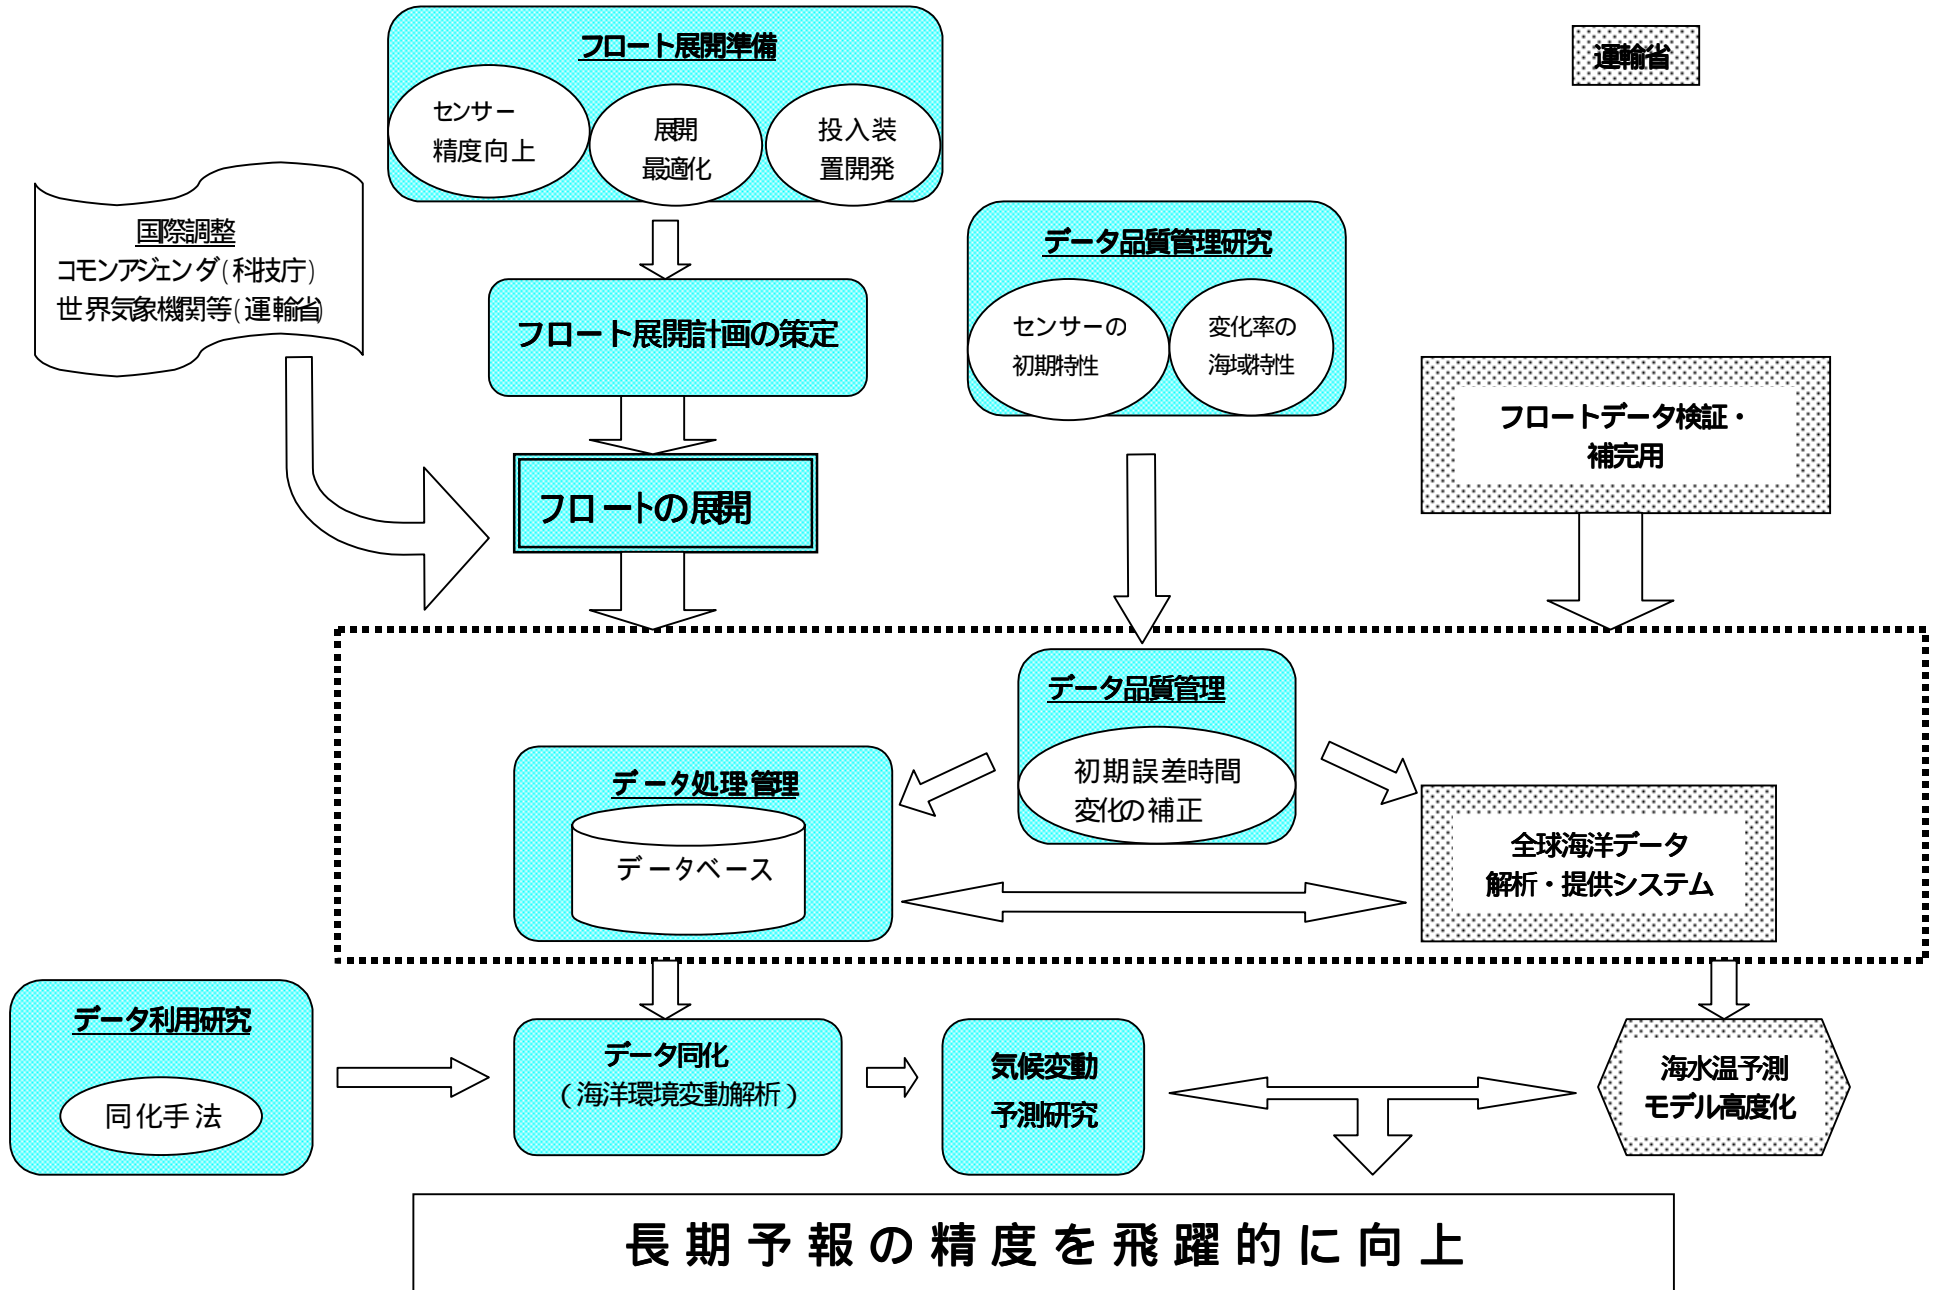 フロート展開準備
センサー
精度向上
展開
最適化
投入装
置開発
運輸省
国際調整
コモンアジェンダ(科技庁)
世界気象機関等(運輸省)
フロート展開計画の策定
フロートの展開
データ品質管理研究
センサーの
初期特性
変化率の
海域特性
フロートデータ検証・
補完用
データ品質管理
初期誤差時間
変化の補正
データ処理管理
データベース
全球海洋データ
解析・提供システム
データ利用研究
同化手法
データ同化
(海洋環境変動解析)
気候変動
予測研究
海水温予測
モデル高度化
長期予報の精度を飛躍的に向上